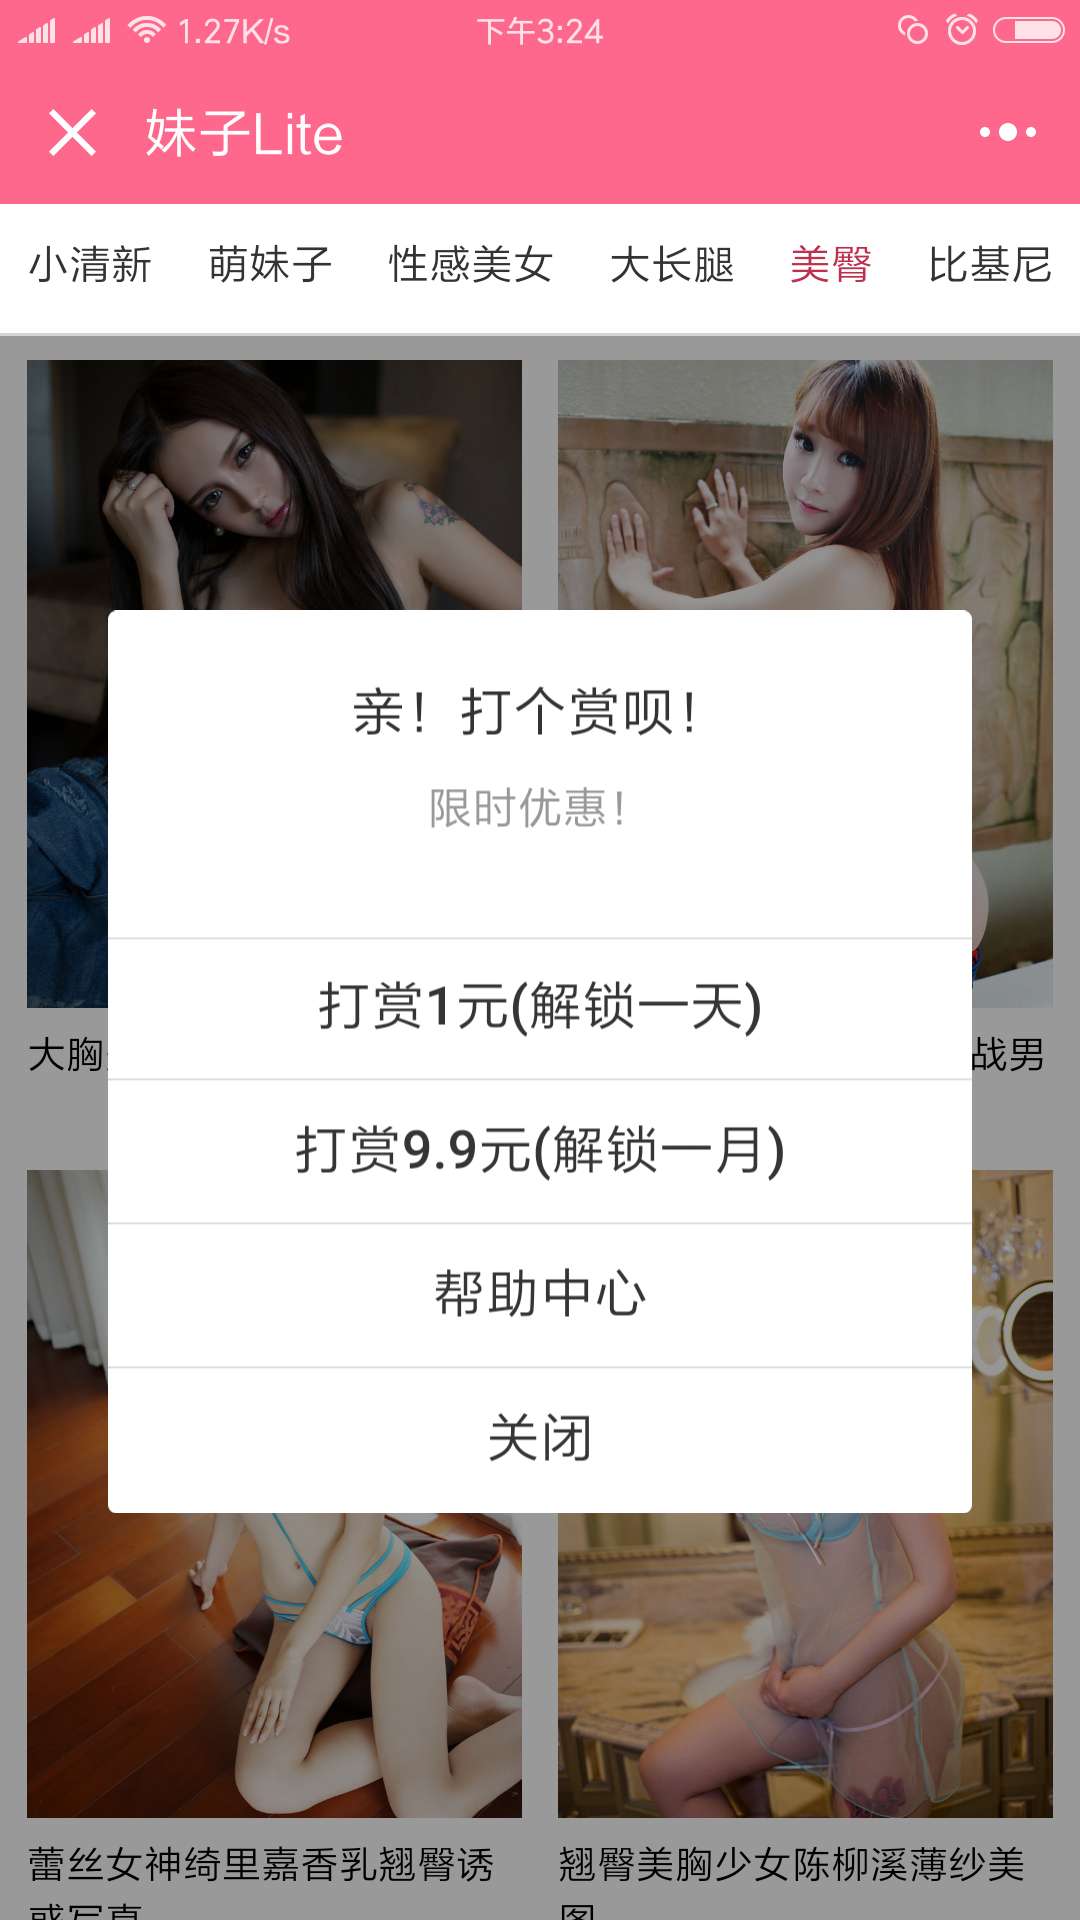 1.27K/s 下午3:24
妹子Lite
小清新 萌妹子 性感美女 大长腿 美臀 比基尼
亲！打个赏呗！
限时优惠！
打赏1元(解锁一天)
大胸 战男
打赏9.9元(解锁一月)
帮助中心
关闭
蕾丝女神绮里嘉香乳翘臀诱
惑写真
翘臀美胸少女陈柳溪薄纱美
图